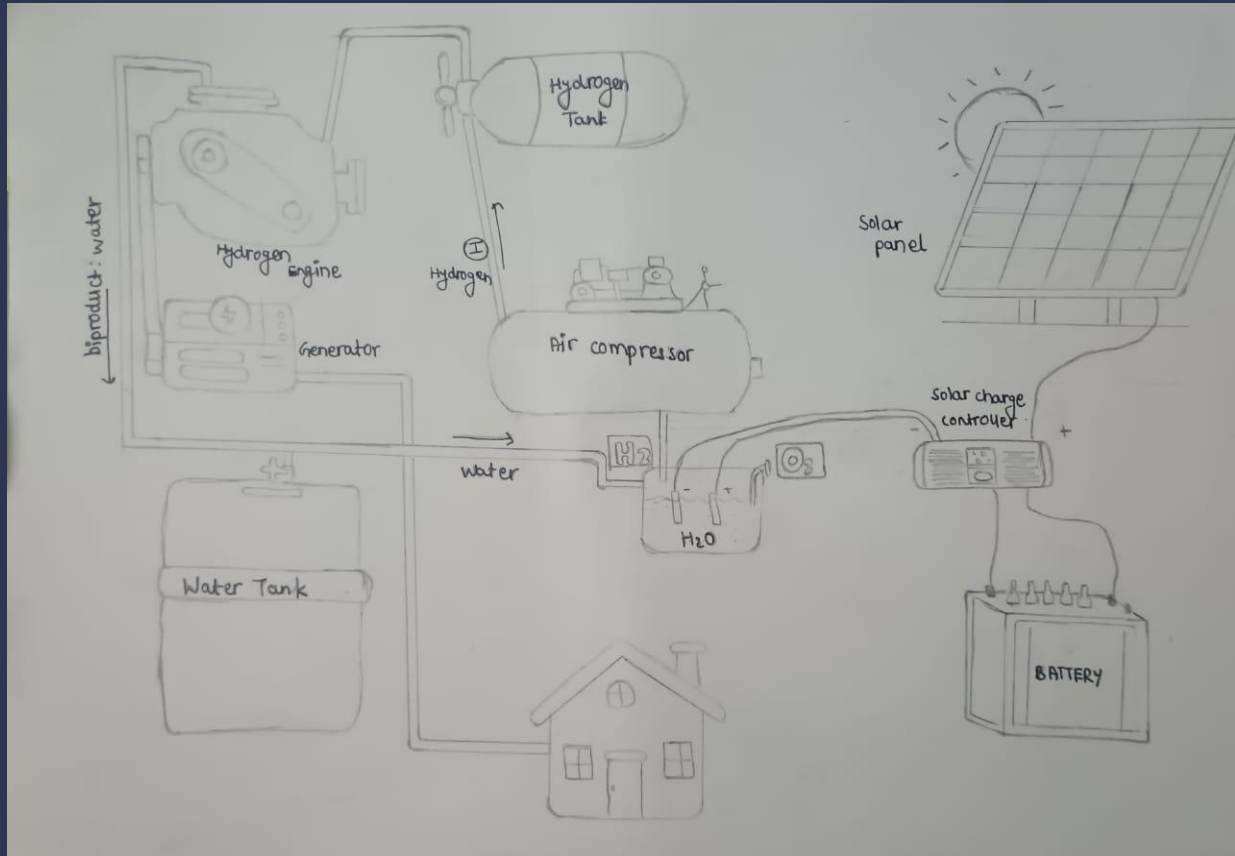 Hydrogen
Tank
Solar
panel
biproduct: water
Hydrogen
Engine
H
Hydrogen
Generator
Air compressor
Solar charge
controller
-
+
H2
water
- +
O2
H2O
Water Tank
BATTERY